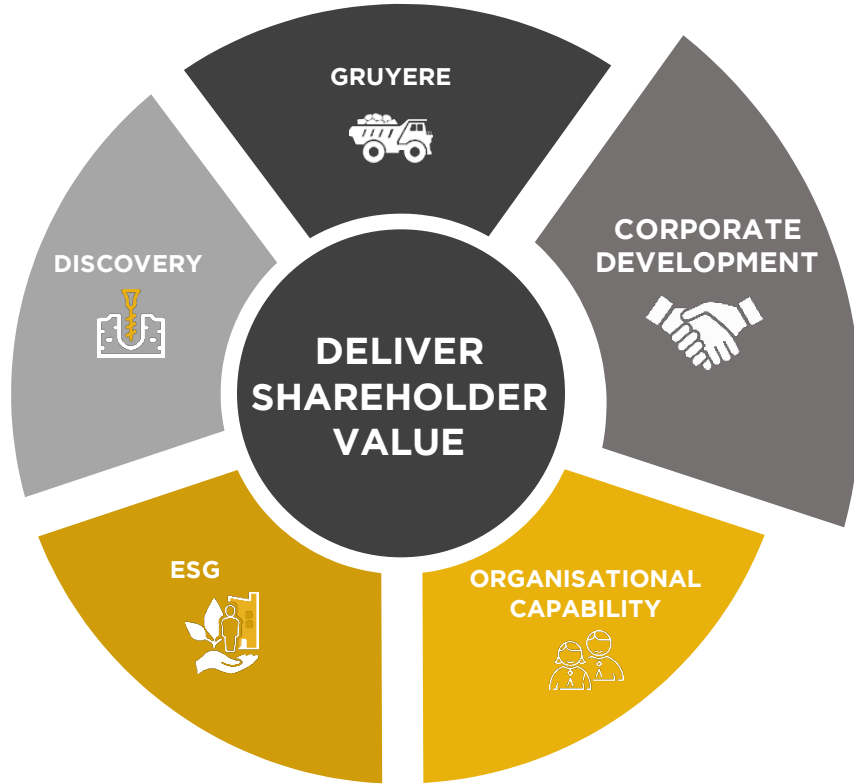 GRUYERE
CORPORATE
DEVELOPMENT
DISCOVERY
DELIVER
SHAREHOLDER
VALUE
ESG
ORGANISATIONAL
CAPABILITY